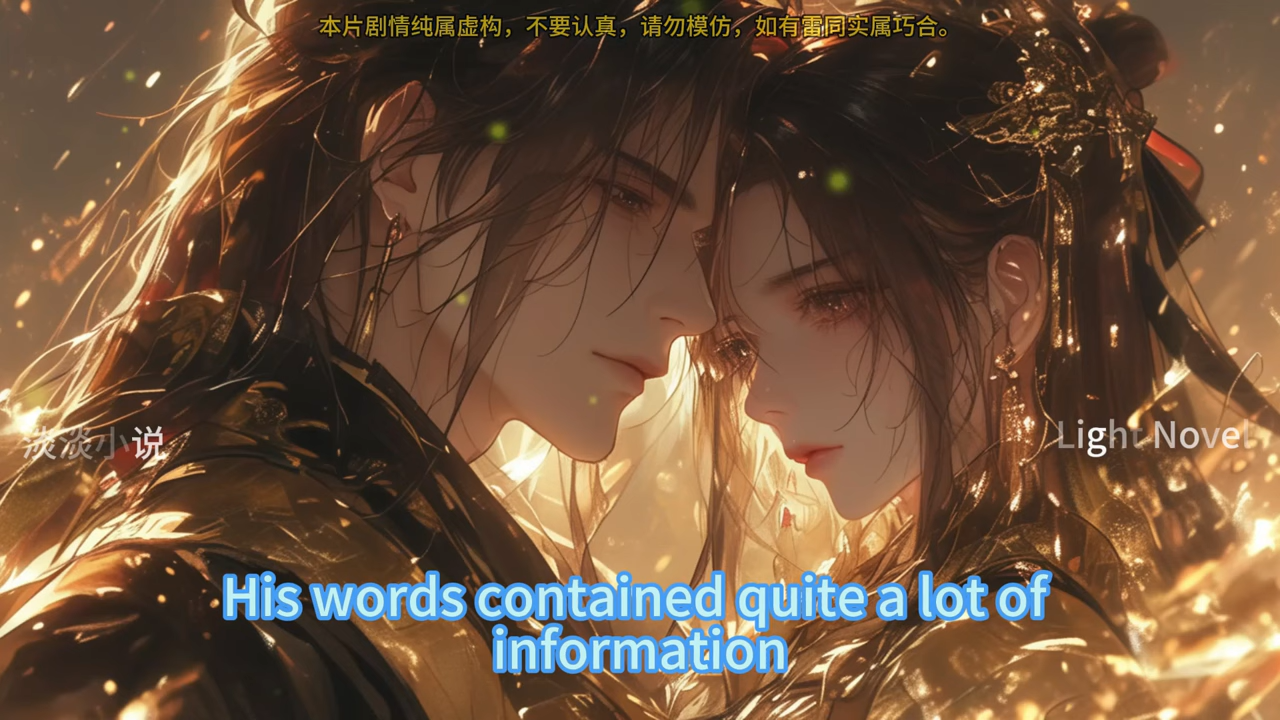 本片剧情纯属虚构，不要认真，请勿模仿，如有雷同实属巧合。
淡淡小说
Light Novel
His words contained quite a lot of
information